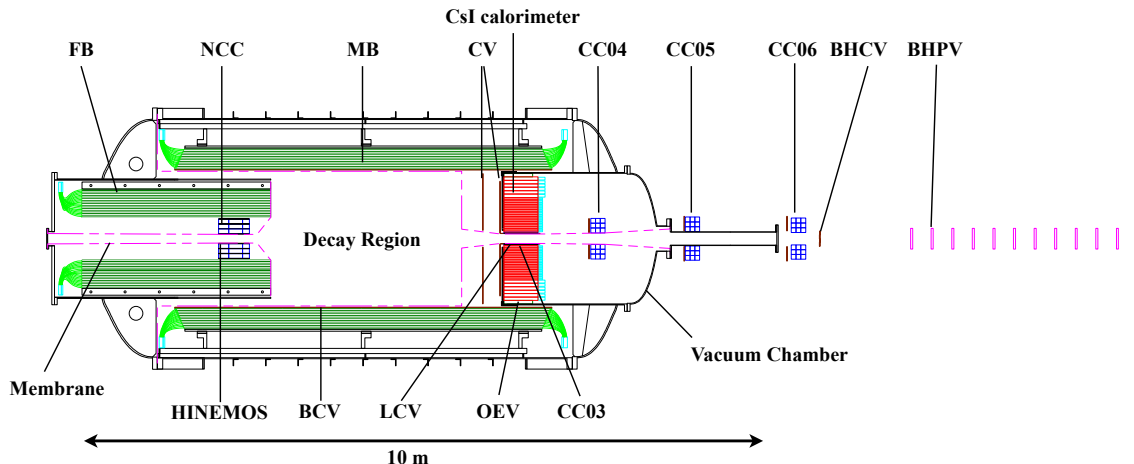 CsI calorimeter
FB NCC MB CV CC04 CC05 CC06 BHCV BHPV
Decay Region
Vacuum Chamber
Membrane
HINEMOS BCV LCV OEV CC03
10 m